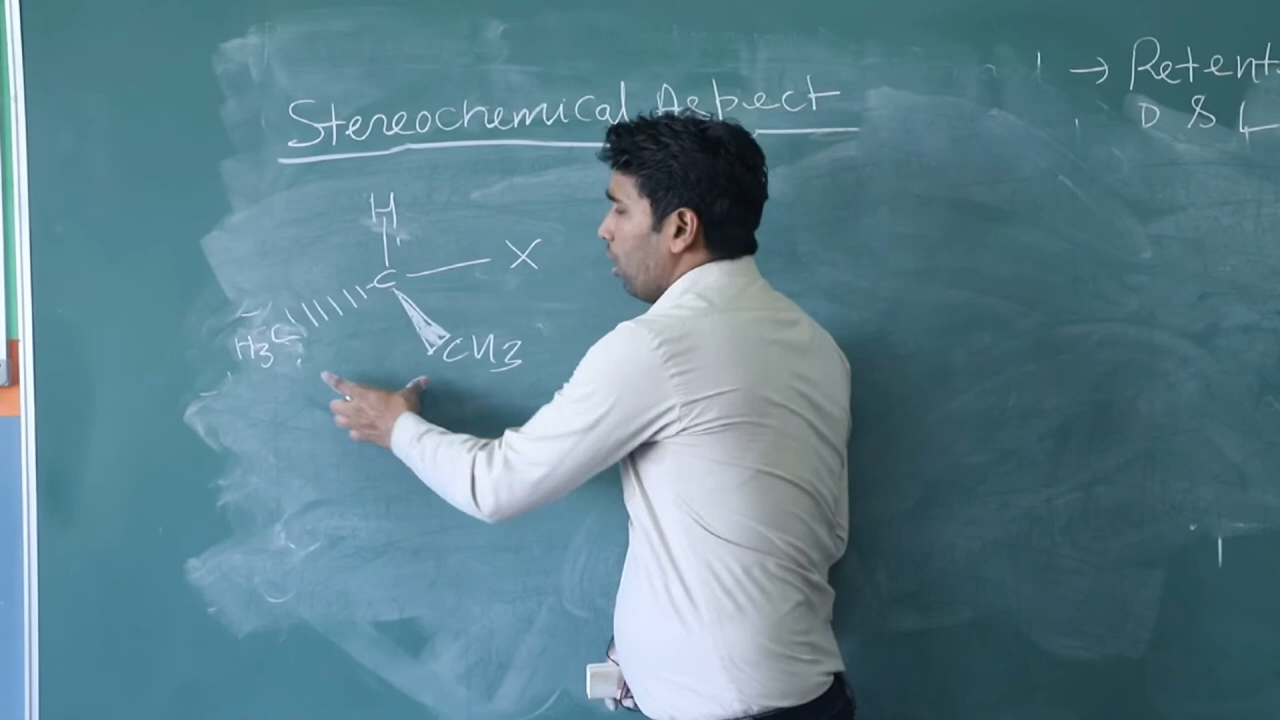 Stereochemical Aspect
→ Retent
D & L
H
C
X
H3C
CH3